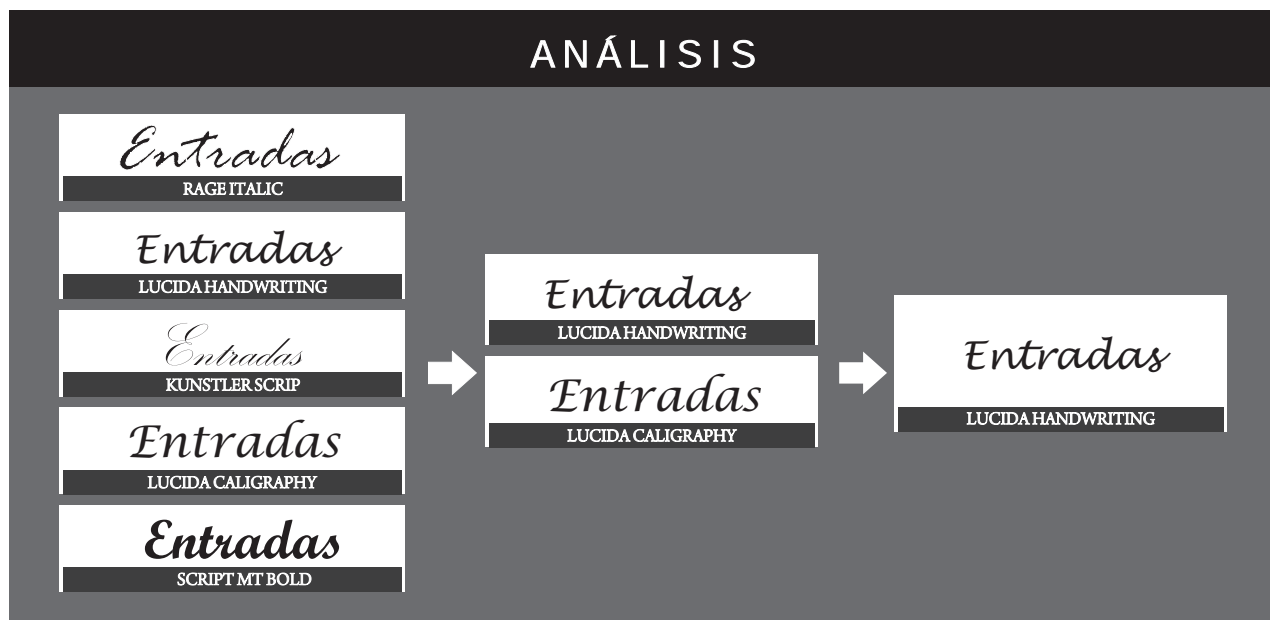 ANÁLISIS
Entradas
RAGE ITALIC
Entradas
LUCIDA HANDWRITING
Entradas
KUNSTLER SCRIP
Entradas
LUCIDA CALIGRAPHY
Entradas
SCRIPT MT BOLD
Entradas
LUCIDA HANDWRITING
Entradas
LUCIDA CALIGRAPHY
Entradas
LUCIDA HANDWRITING